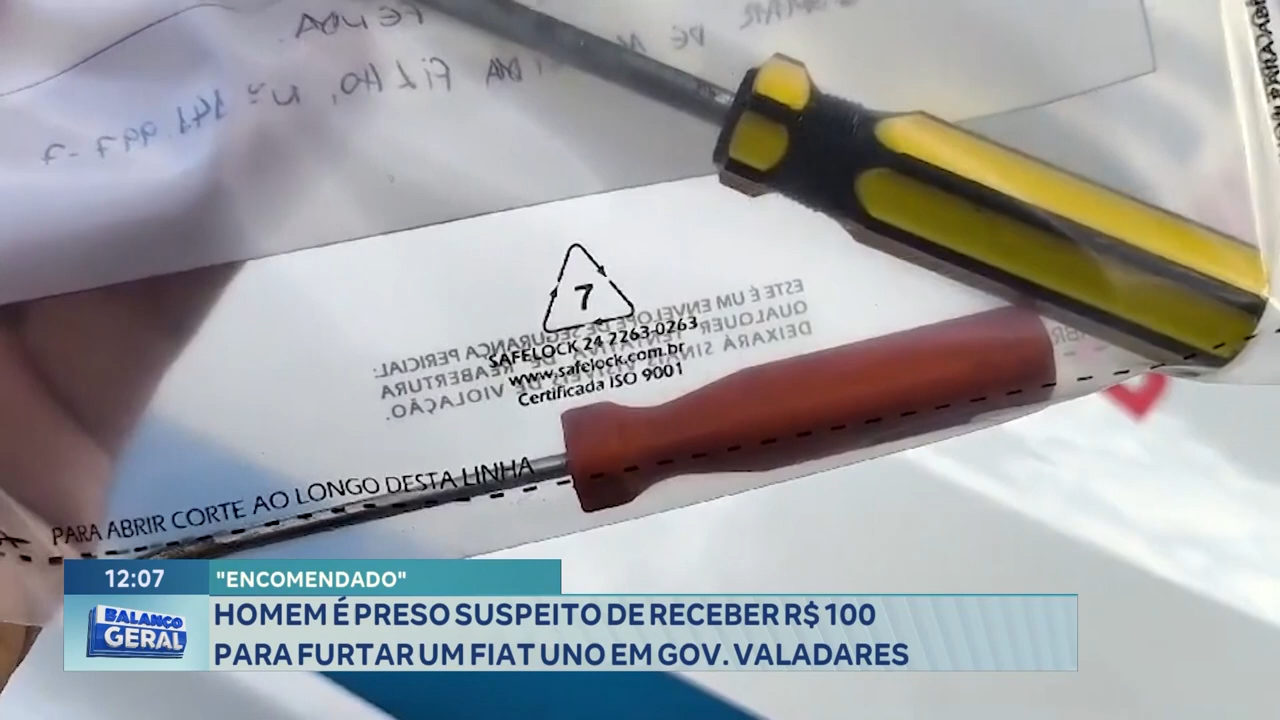 FENDA
DE
FILHO, Nº 141.997-7
7
ESTE É UM ENVELOPE DE SEGURANÇA PERICIAL:
QUALQUER TENTATIVA DE REABERTURA
DEIXARÁ SINAIS VISÍVEIS DE VIOLAÇÃO.
SAFELOCK 24 2263-0263
www.safelock.com.br
Certificada ISO 9001
PARA ABRIR CORTE AO LONGO DESTA LINHA
12:07 "ENCOMENDADO"
BALANÇO
GERAL
HOMEM É PRESO SUSPEITO DE RECEBER R$ 100
PARA FURTAR UM FIAT UNO EM GOV. VALADARES